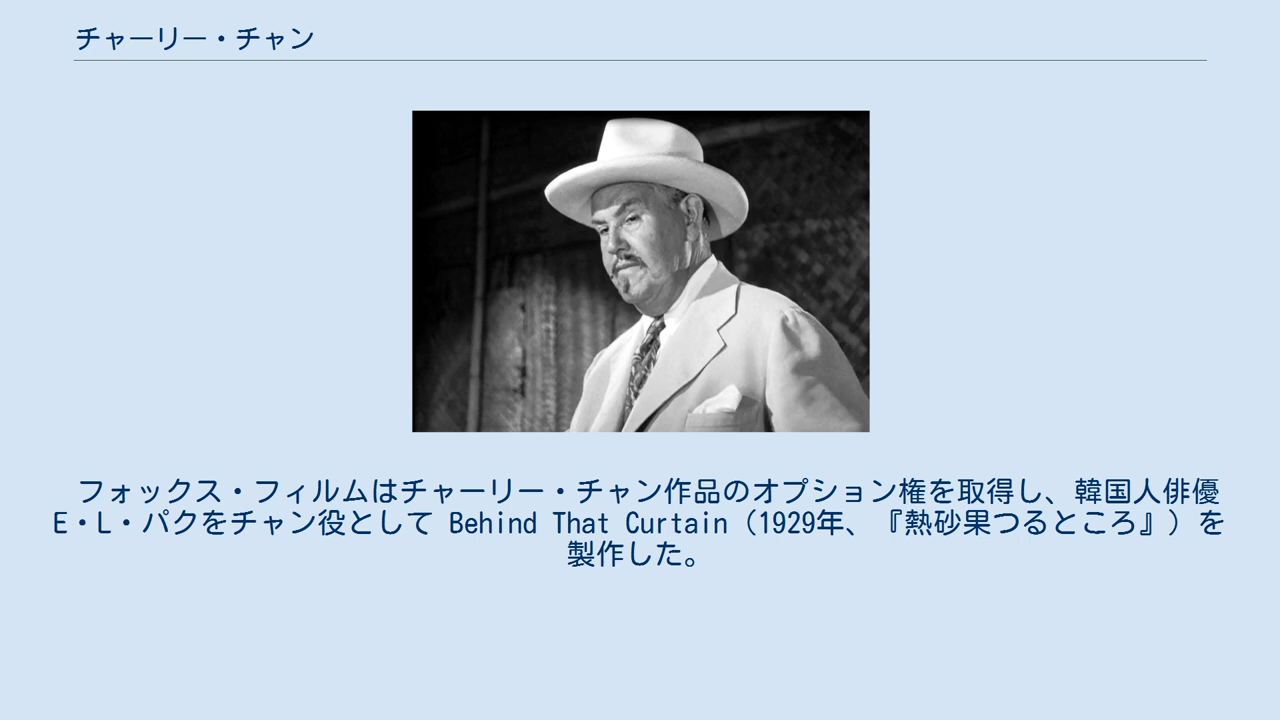 チャーリー・チャン
フォックス・フィルムはチャーリー・チャン作品のオプション権を取得し、韓国人俳優
E・L・パクをチャン役として Behind That Curtain（1929年、『熱砂果つるところ』）を
製作した。